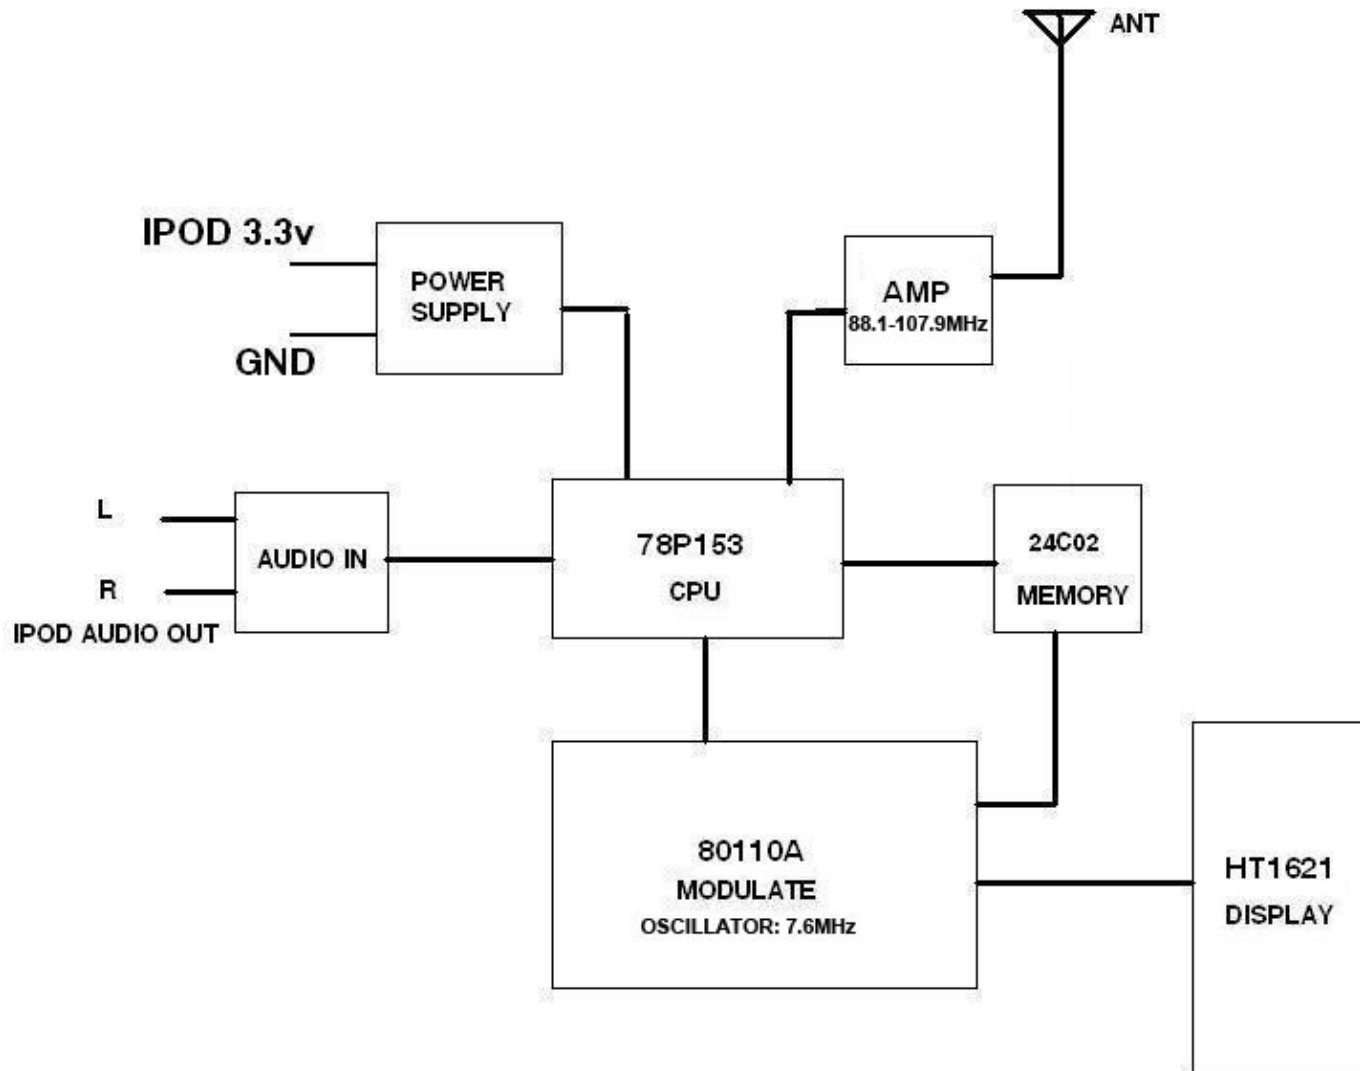 ANT
IPOD 3.3v
POWER
SUPPLY
GND
AMP
88.1-107.9MHz
L
R
IPOD AUDIO OUT
AUDIO IN
78P153
CPU
24C02
MEMORY
80110A
MODULATE
OSCILLATOR: 7.6MHz
HT1621
DISPLAY